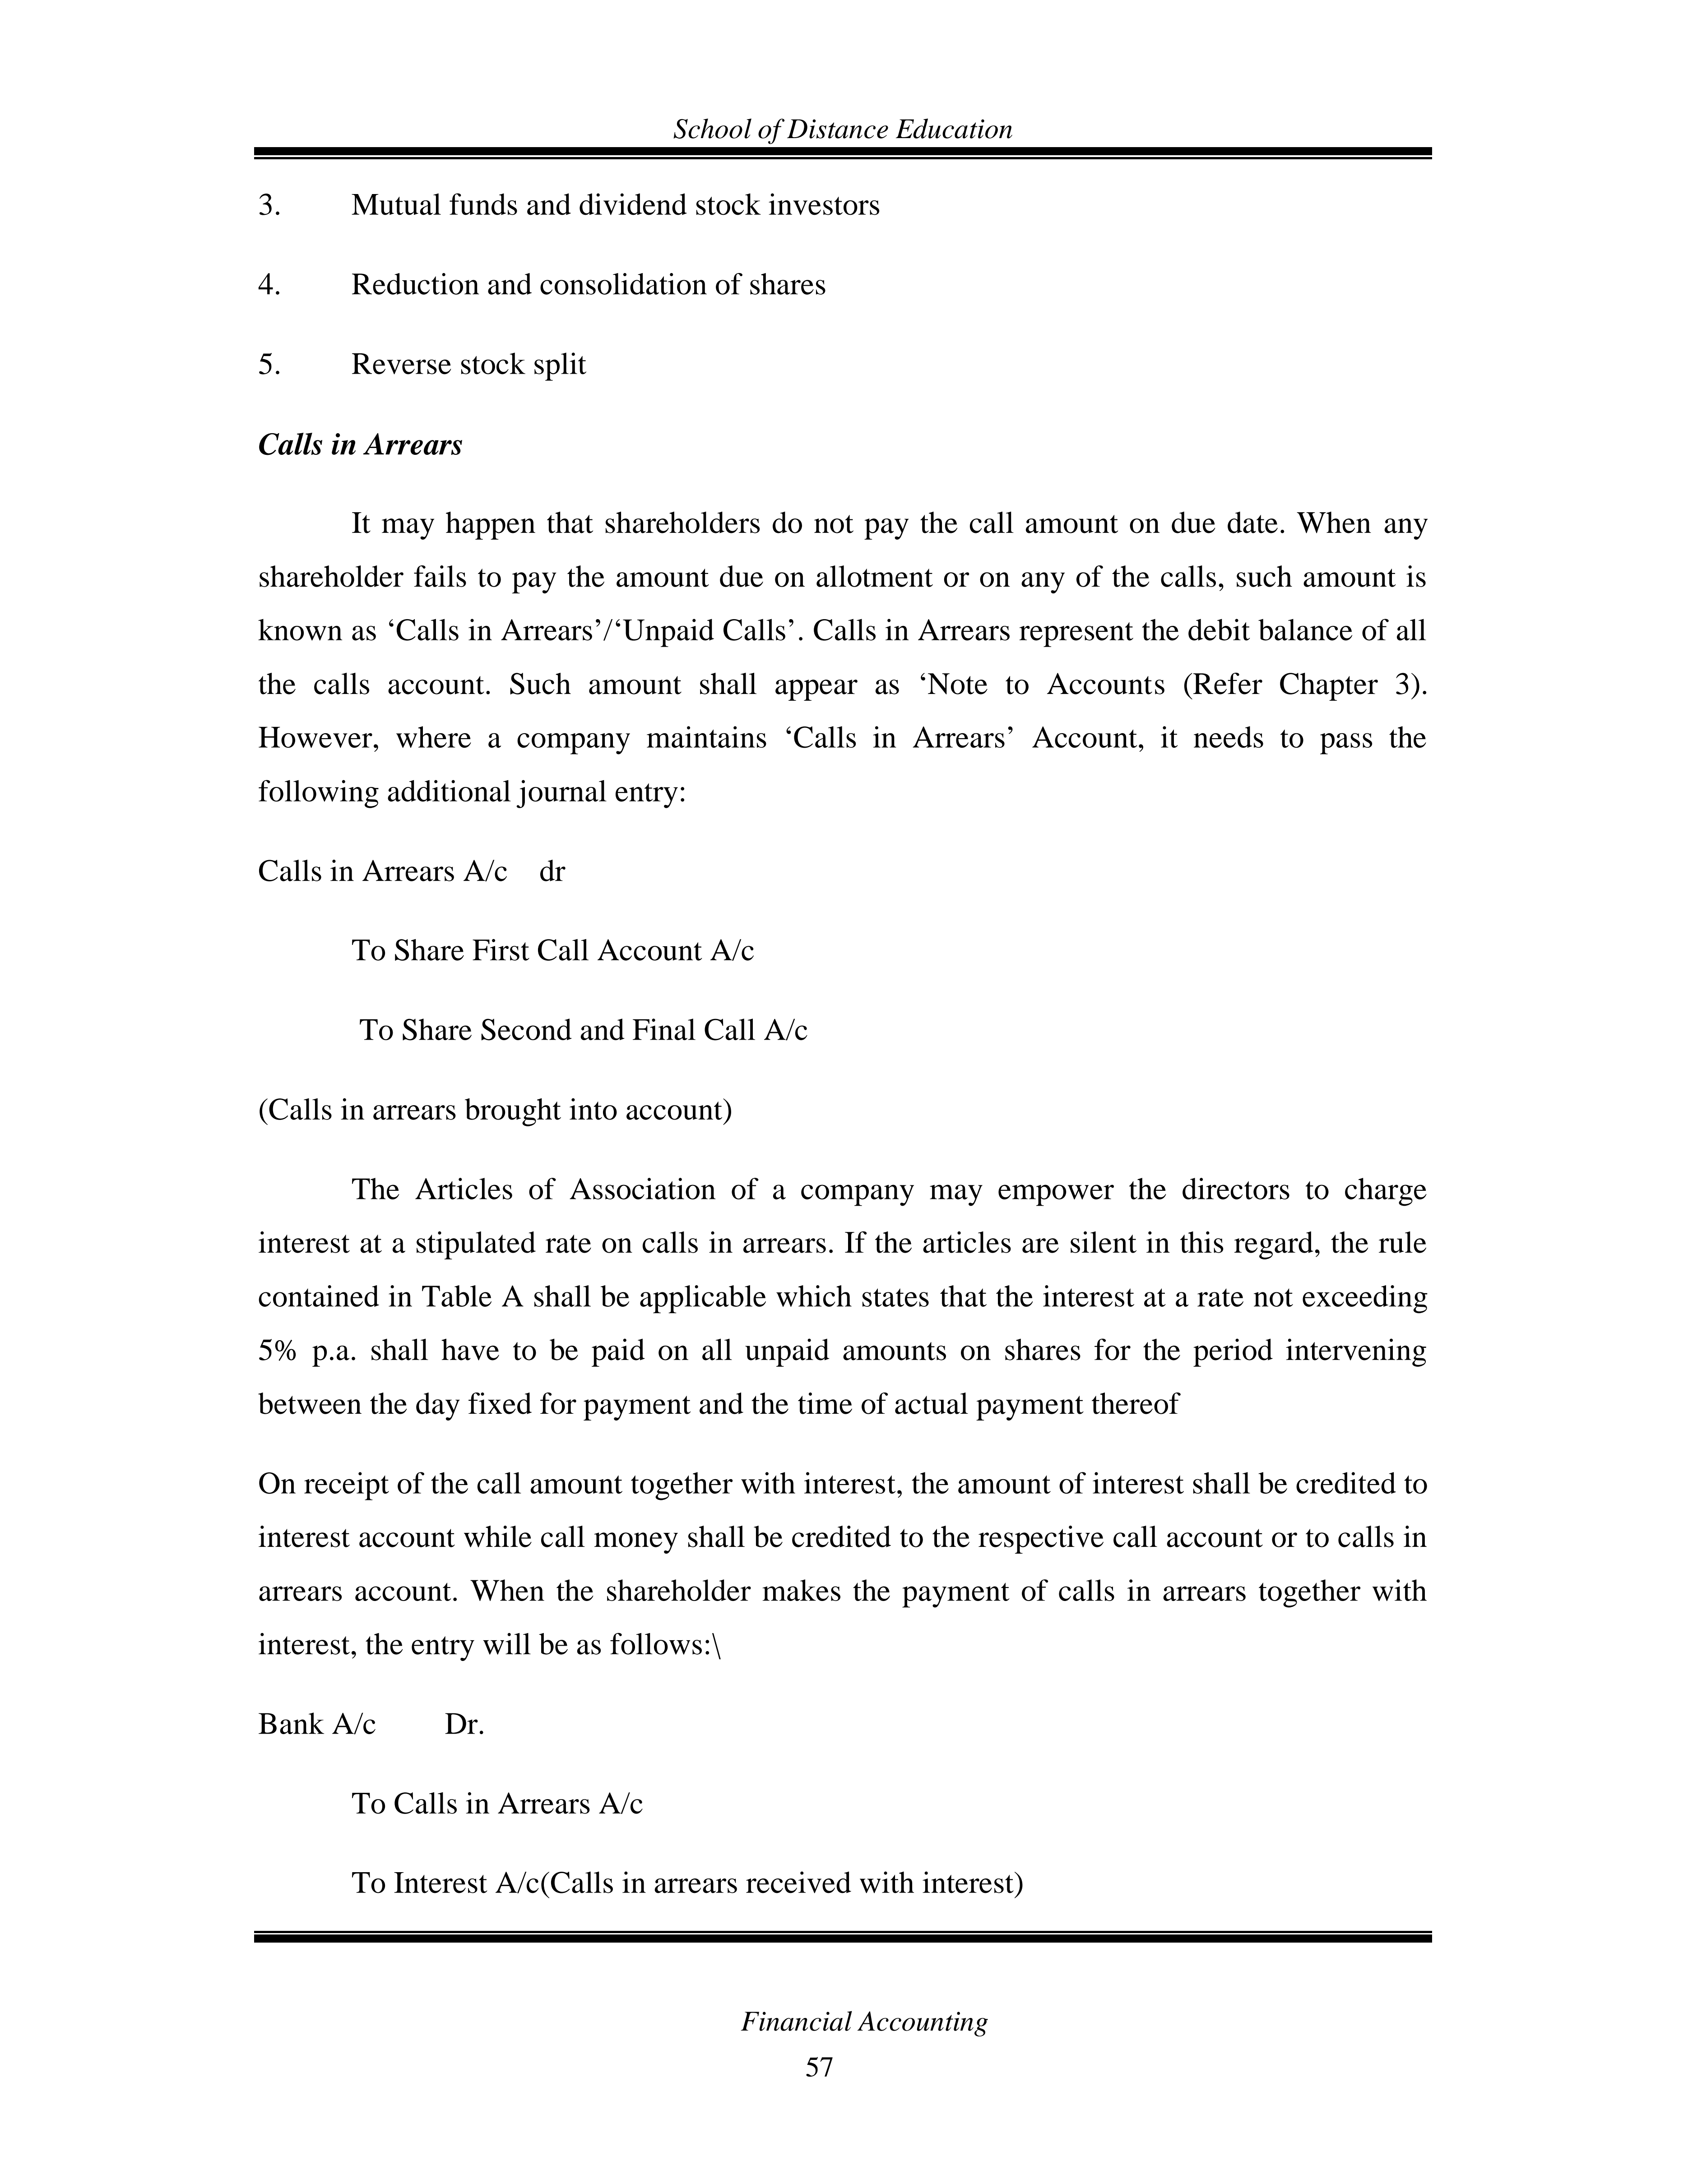 School of Distance Education
3. Mutual funds and dividend stock investors
4. Reduction and consolidation of shares
5. Reverse stock split
Calls in Arrears
It may happen that shareholders do not pay the call amount on due date. When any
shareholder fails to pay the amount due on allotment or on any of the calls, such amount is
known as ‘Calls in Arrears’/‘Unpaid Calls’. Calls in Arrears represent the debit balance of all
the calls account. Such amount shall appear as ‘Note to Accounts (Refer Chapter 3).
However, where a company maintains ‘Calls in Arrears’ Account, it needs to pass the
following additional journal entry:
Calls in Arrears A/c dr
To Share First Call Account A/c
To Share Second and Final Call A/c
(Calls in arrears brought into account)
The Articles of Association of a company may empower the directors to charge
interest at a stipulated rate on calls in arrears. If the articles are silent in this regard, the rule
contained in Table A shall be applicable which states that the interest at a rate not exceeding
5% p.a. shall have to be paid on all unpaid amounts on shares for the period intervening
between the day fixed for payment and the time of actual payment thereof
On receipt of the call amount together with interest, the amount of interest shall be credited to
interest account while call money shall be credited to the respective call account or to calls in
arrears account. When the shareholder makes the payment of calls in arrears together with
interest, the entry will be as follows:\
Bank A/c Dr.
To Calls in Arrears A/c
To Interest A/c(Calls in arrears received with interest)
Financial Accounting
57